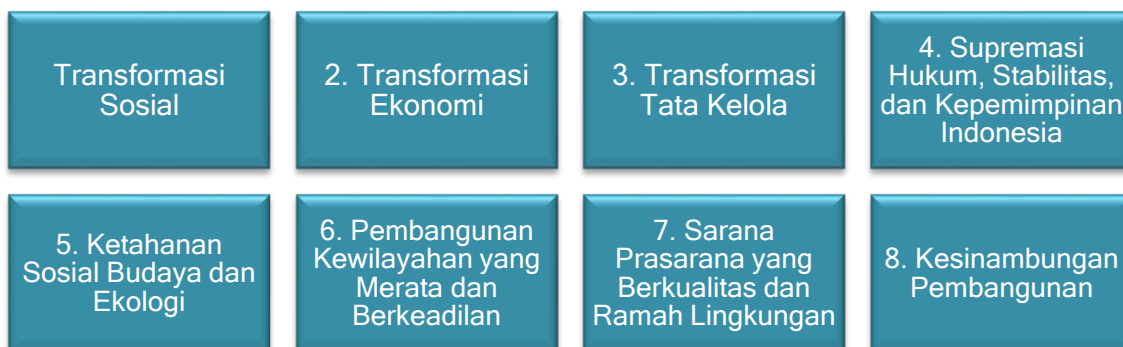 Transformasi
Sosial
2. Transformasi
Ekonomi
3. Transformasi
Tata Kelola
4. Supremasi
Hukum, Stabilitas,
dan Kepemimpinan
Indonesia
5. Ketahanan
Sosial Budaya dan
Ekologi
6. Pembangunan
Kewilayahan yang
Merata dan
Berkeadilan
7. Sarana
Prasarana yang
Berkualitas dan
Ramah Lingkungan
8. Kesinambungan
Pembangunan